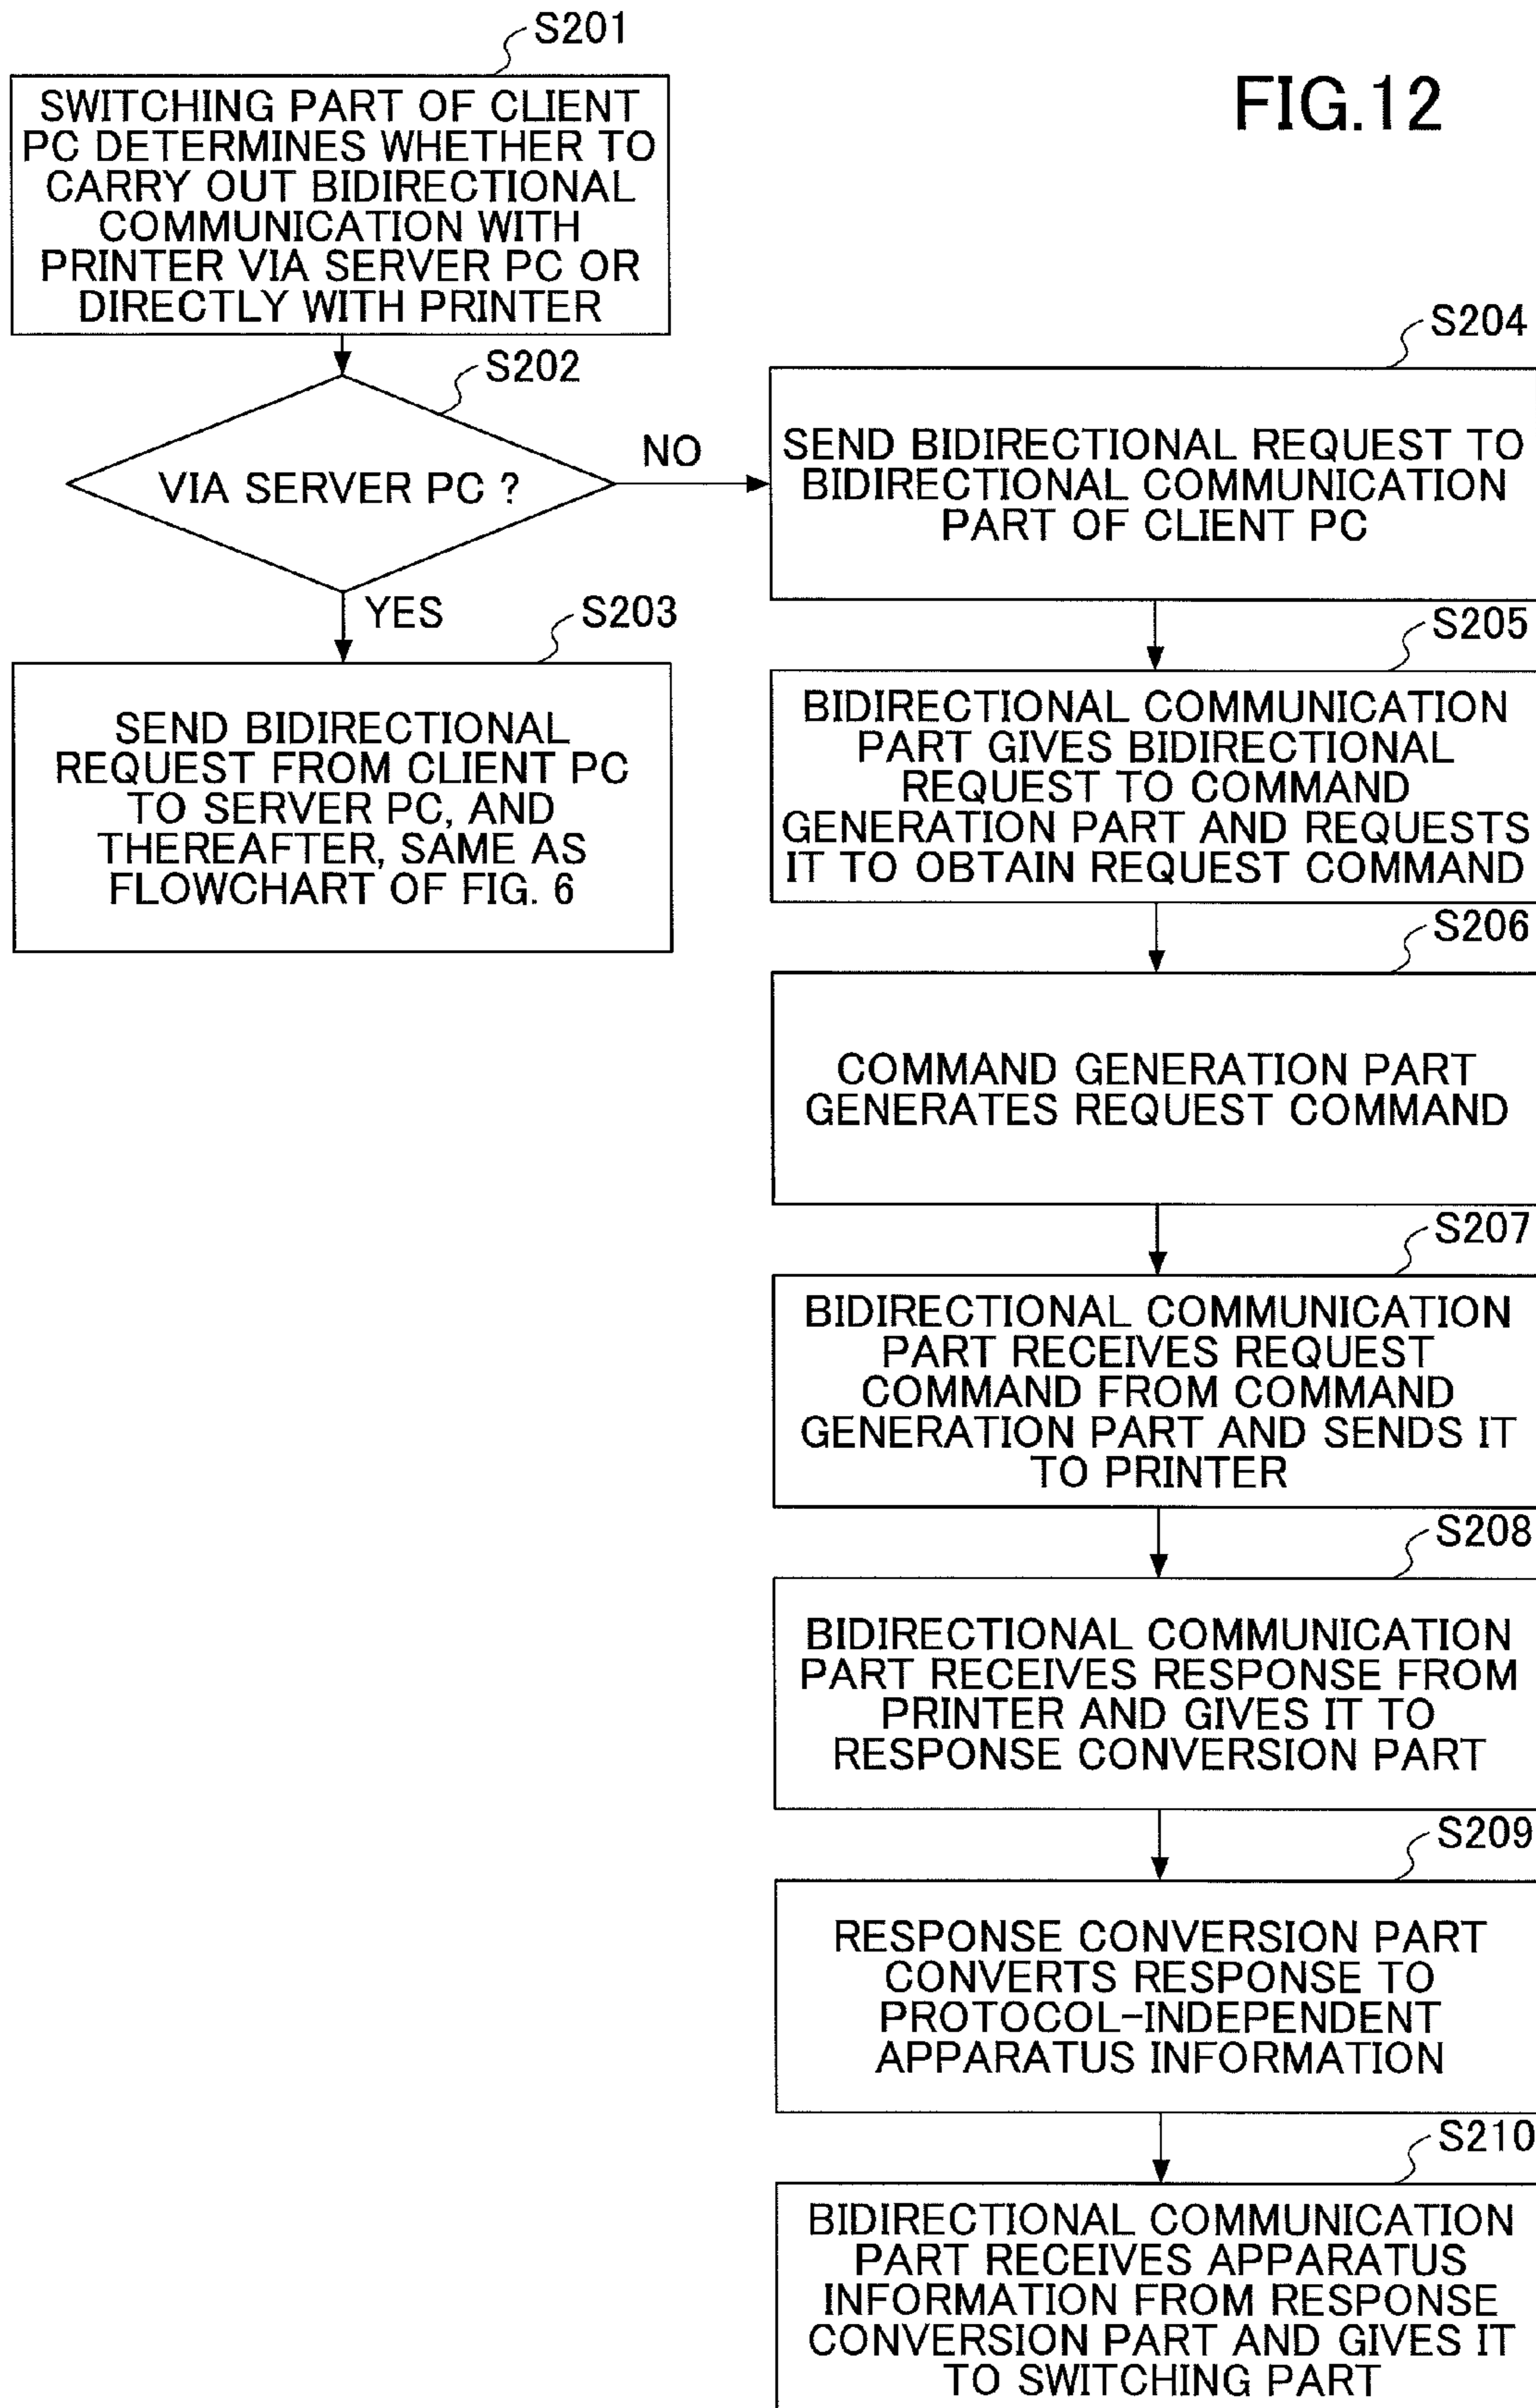 FIG.12
S201
SWITCHING PART OF CLIENT
PC DETERMINES WHETHER TO
CARRY OUT BIDIRECTIONAL
COMMUNICATION WITH
PRINTER VIA SERVER PC OR
DIRECTLY WITH PRINTER
S202
VIA SERVER PC ?
NO
YES
S203
SEND BIDIRECTIONAL
REQUEST FROM CLIENT PC
TO SERVER PC, AND
THEREAFTER, SAME AS
FLOWCHART OF FIG. 6
S204
SEND BIDIRECTIONAL REQUEST TO
BIDIRECTIONAL COMMUNICATION
PART OF CLIENT PC
S205
BIDIRECTIONAL COMMUNICATION
PART GIVES BIDIRECTIONAL
REQUEST TO COMMAND
GENERATION PART AND REQUESTS
IT TO OBTAIN REQUEST COMMAND
S206
COMMAND GENERATION PART
GENERATES REQUEST COMMAND
S207
BIDIRECTIONAL COMMUNICATION
PART RECEIVES REQUEST
COMMAND FROM COMMAND
GENERATION PART AND SENDS IT
TO PRINTER
S208
BIDIRECTIONAL COMMUNICATION
PART RECEIVES RESPONSE FROM
PRINTER AND GIVES IT TO
RESPONSE CONVERSION PART
S209
RESPONSE CONVERSION PART
CONVERTS RESPONSE TO
PROTOCOL-INDEPENDENT
APPARATUS INFORMATION
S210
BIDIRECTIONAL COMMUNICATION
PART RECEIVES APPARATUS
INFORMATION FROM RESPONSE
CONVERSION PART AND GIVES IT
TO SWITCHING PART